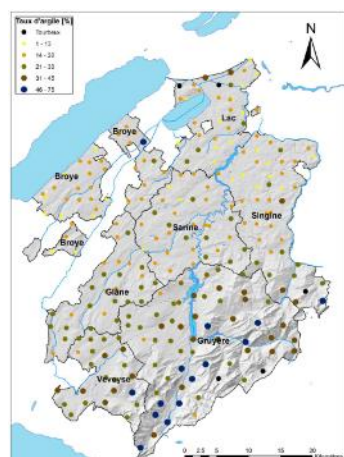 Taux d'argile [%]
Tourbeux
1 - 13
14 - 20
21 - 30
31 - 45
46 - 75
N
Broye
Lac
Broye
Singine
Sarine
Broye
Glâne
Gruyère
Veveyse
0 2.5 5 10 15 20